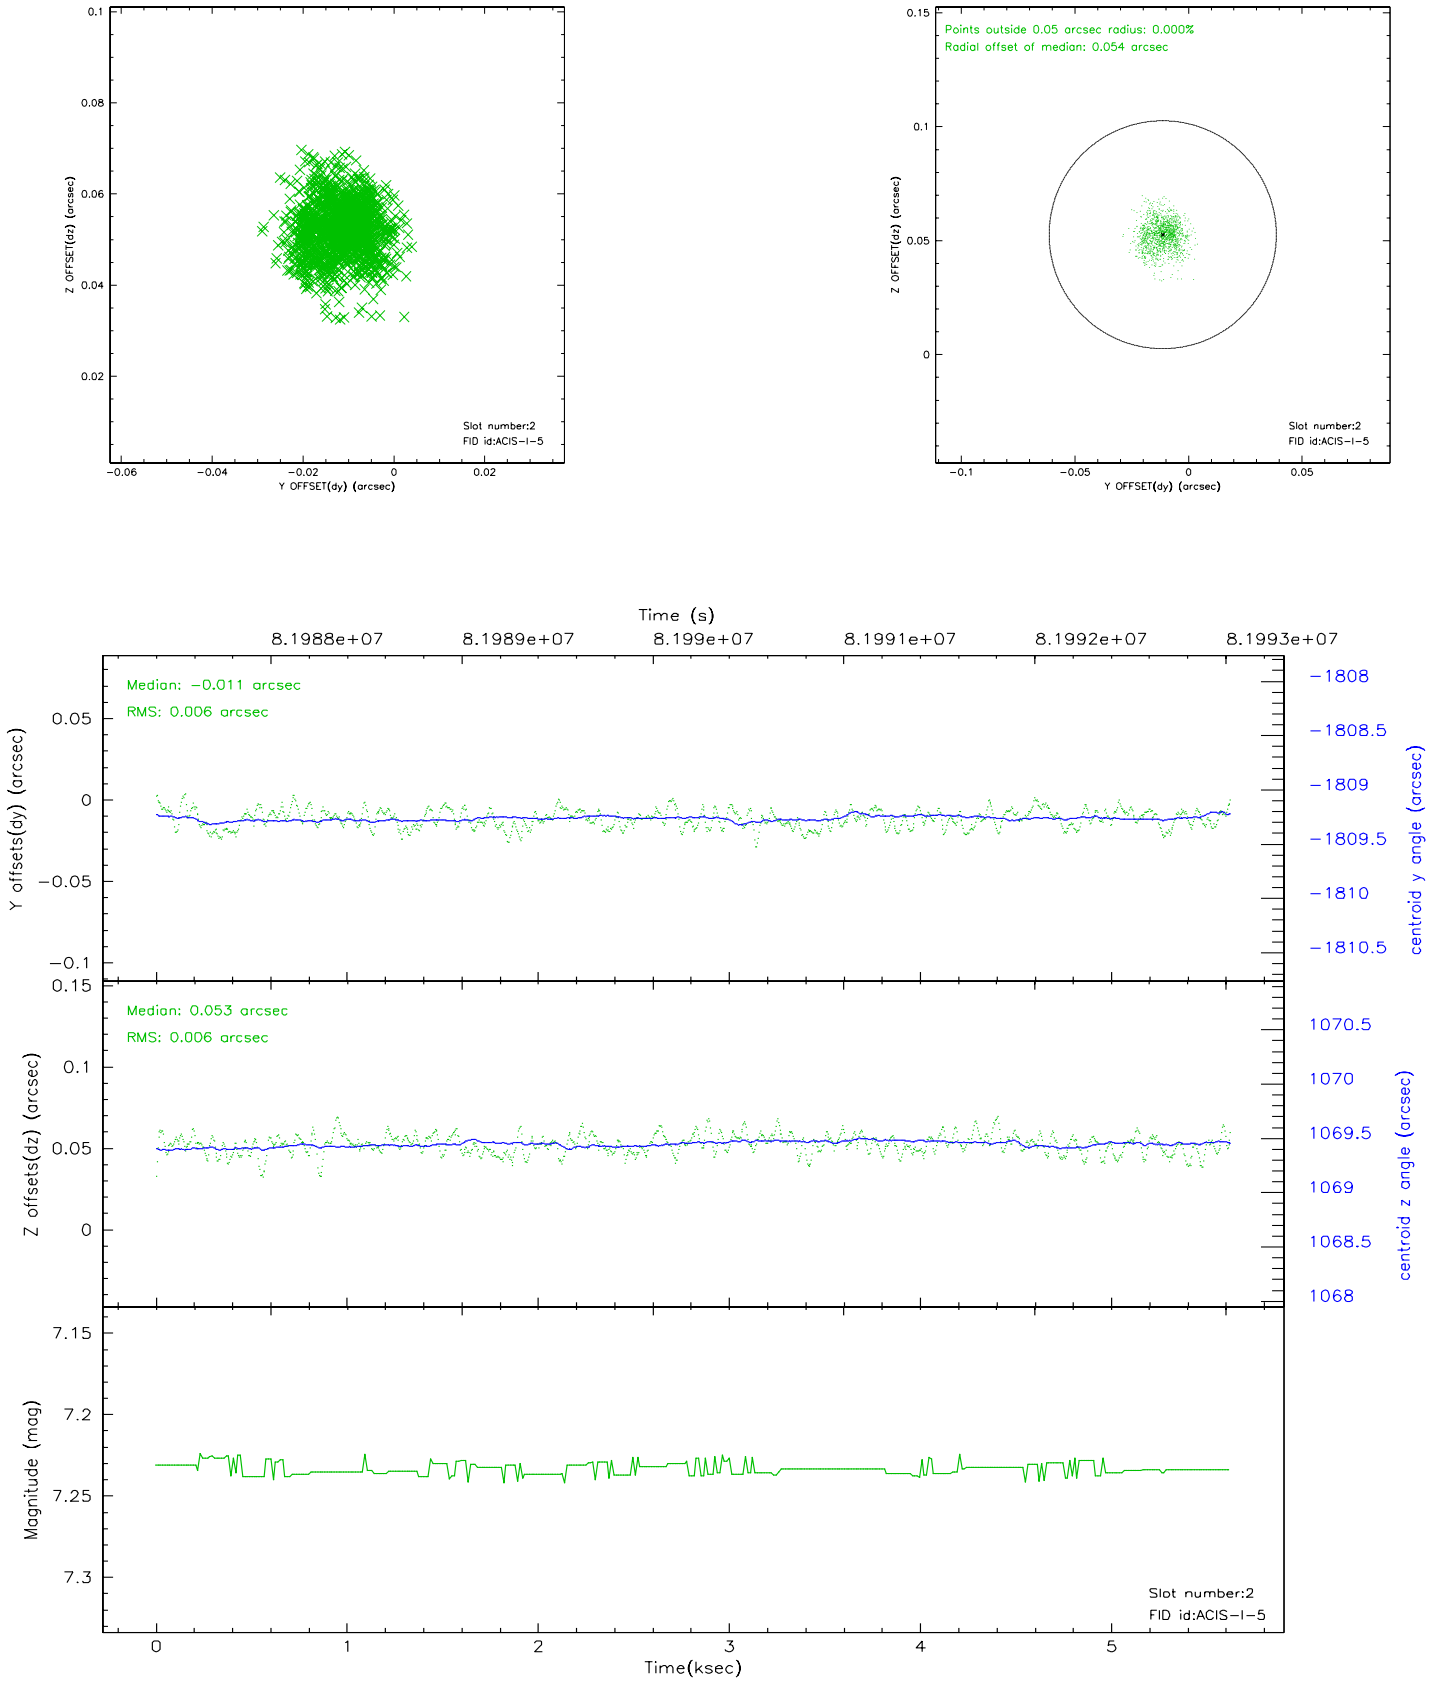 0.1
0.08
0.06
0.04
0.02
Z OFFSET(dz) (arcsec)
Slot number:2
FID id:ACIS-I-5
-0.06 -0.04 -0.02 0 0.02
Y OFFSET(dy) (arcsec)
0.15
Points outside 0.05 arcsec radius: 0.000%
Radial offset of median: 0.054 arcsec
0.1
0.05
0
Z OFFSET(dz) (arcsec)
Slot number:2
FID id:ACIS-I-5
-0.1 -0.05 0 0.05
Y OFFSET(dy) (arcsec)
Time (s)
8.1988e+07 8.1989e+07 8.199e+07 8.1991e+07 8.1992e+07 8.1993e+07
Median: -0.011 arcsec
RMS: 0.006 arcsec
0.05
0
-0.05
-0.1
Y offsets(dy) (arcsec)
-1808
-1808.5
-1809
-1809.5
-1810
-1810.5
centroid y angle (arcsec)
0.15
Median: 0.053 arcsec
RMS: 0.006 arcsec
0.1
0.05
0
Z offsets(dz) (arcsec)
1070.5
1070
1069.5
1069
1068.5
1068
centroid z angle (arcsec)
7.15
7.2
7.25
7.3
Magnitude (mag)
Slot number:2
FID id:ACIS-I-5
0 1 2 3 4 5
Time(ksec)